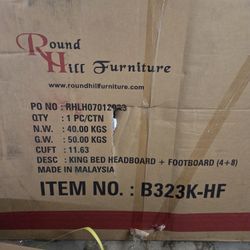 Round
Hill Furniture
www.roundhillfurniture.com
PO NO : RHLH07012023
QTY : 1 PC/CTN
N.W. : 40.00 KGS
G.W. : 50.00 KGS
CUFT : 11.63
DESC : KING BED HEADBOARD + FOOTBOARD (4+8)
MADE IN MALAYSIA
ITEM NO. : B323K-HF